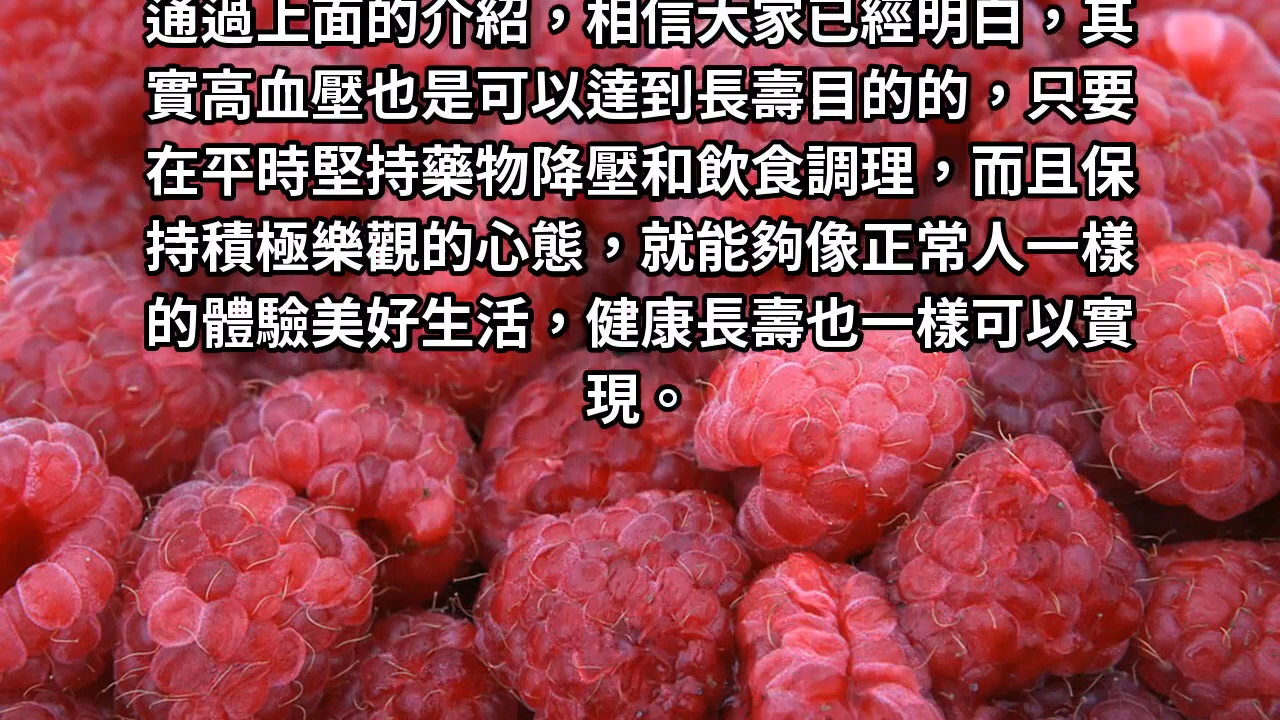 通過上面的介紹，相信大家已經明白，其
實高血壓也是可以達到長壽目的的，只要
在平時堅持藥物降壓和飲食調理，而且保
持積極樂觀的心態，就能夠像正常人一樣
的體驗美好生活，健康長壽也一樣可以實
現。